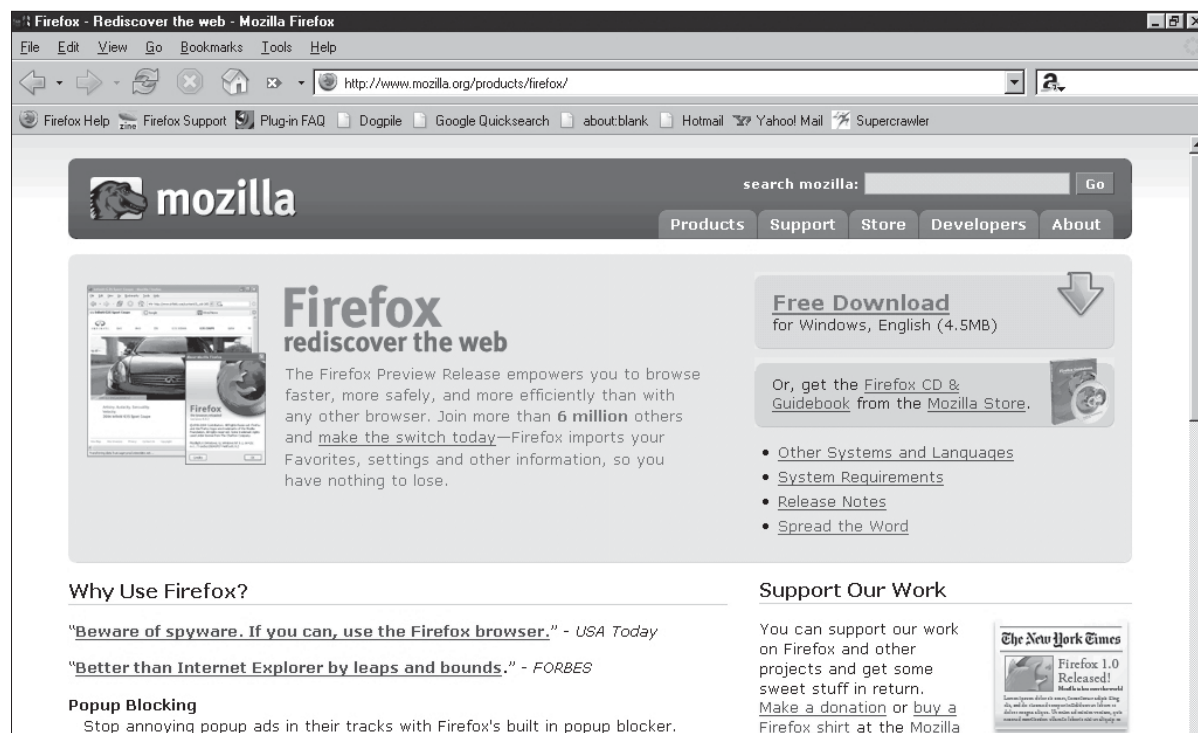 Firefox - Rediscover the web - Mozilla Firefox
File Edit View Go Bookmarks Tools Help
http://www.mozilla.org/products/firefox/
a
Firefox Help Firefox Support Plug-in FAQ Dogpile Google Quicksearch about:blank Hotmail Yahoo! Mail Supercrawler
mozilla
search mozilla: Go
Products Support Store Developers About
Firefox
rediscover the web
The Firefox Preview Release empowers you to browse
faster, more safely, and more efficiently than with
any other browser. Join more than 6 million others
and make the switch today—Firefox imports your
Favorites, settings and other information, so you
have nothing to lose.
Firefox
Free Download
for Windows, English (4.5MB)
Or, get the Firefox CD &
Guidebook from the Mozilla Store.
• Other Systems and Languages
• System Requirements
• Release Notes
• Spread the Word
Why Use Firefox?
"Beware of spyware. If you can, use the Firefox browser." - USA Today
"Better than Internet Explorer by leaps and bounds." - FORBES
Popup Blocking
Stop annoying popup ads in their tracks with Firefox's built in popup blocker.
Support Our Work
You can support our work
on Firefox and other
projects and get some
sweet stuff in return.
Make a donation or buy a
Firefox shirt at the Mozilla
The New York Times
Firefox 1.0
Released!